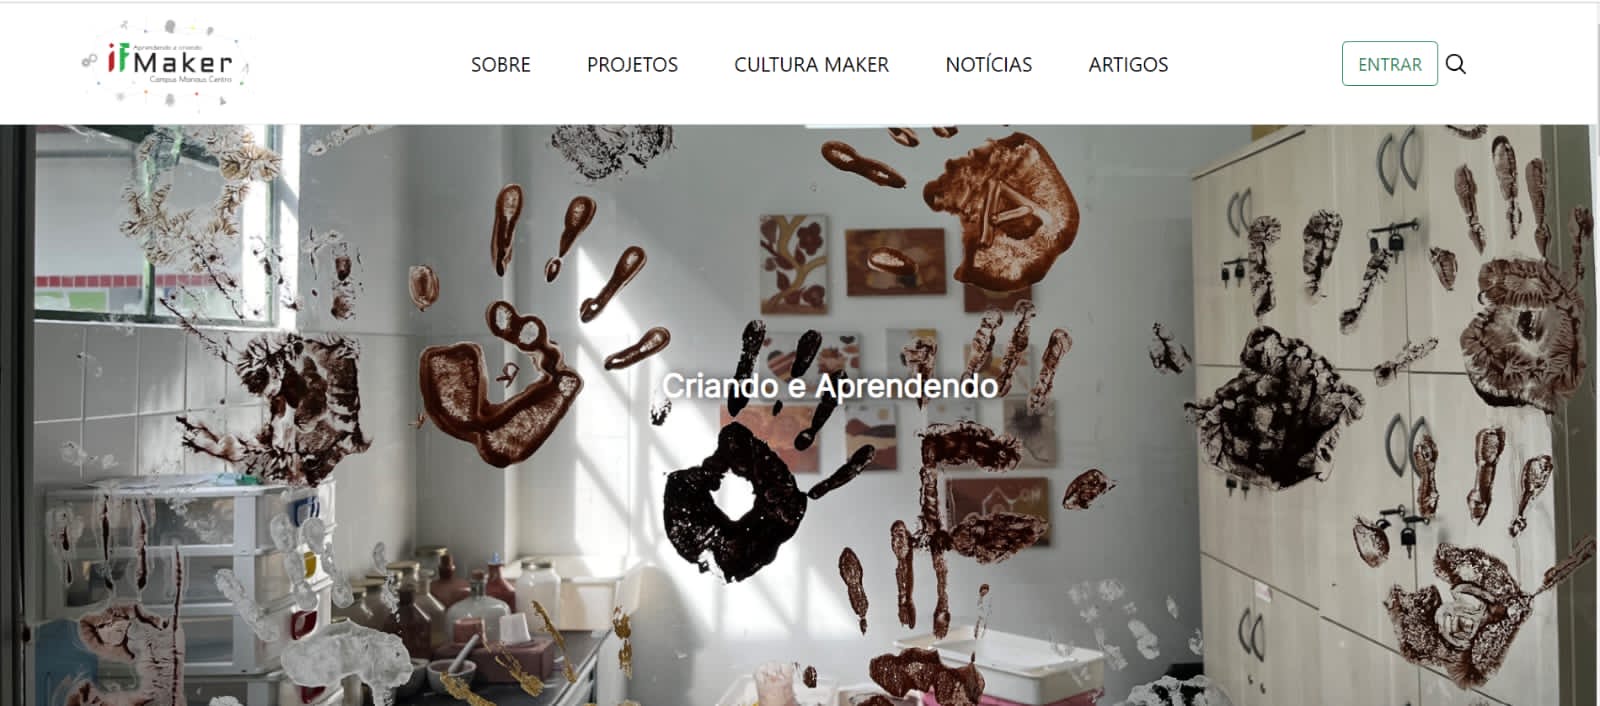 Aprendendo e criando
IFMaker
Campus Manaus Centro
SOBRE
PROJETOS
CULTURA MAKER
NOTÍCIAS
ARTIGOS
ENTRAR
Criando e Aprendendo